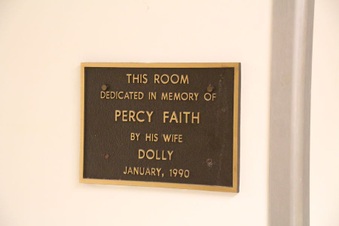 THIS ROOM
DEDICATED IN MEMORY OF
PERCY FAITH
BY HIS WIFE
DOLLY
JANUARY, 1990